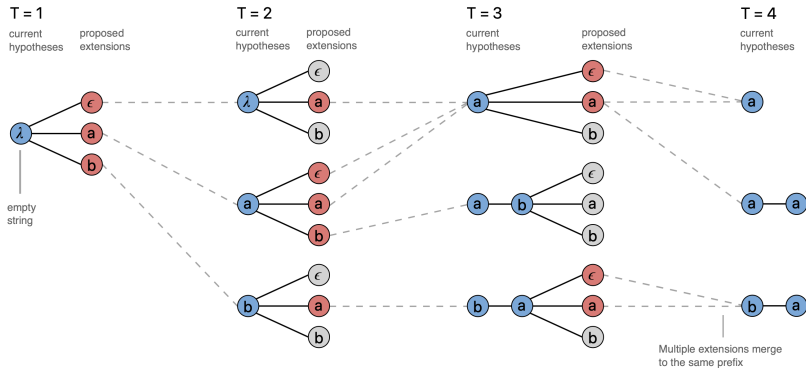 T = 1
T = 2
T = 3
T = 4
current
hypotheses
proposed
extensions
current
hypotheses
proposed
extensions
current
hypotheses
proposed
extensions
current
hypotheses
λ
ϵ
a
b
empty
string
λ
ϵ
a
b
a
ϵ
a
b
b
ϵ
a
b
a
ϵ
a
b
a b
ϵ
a
b
b a
ϵ
a
b
a
a a
b a
Multiple extensions merge
to the same prefix